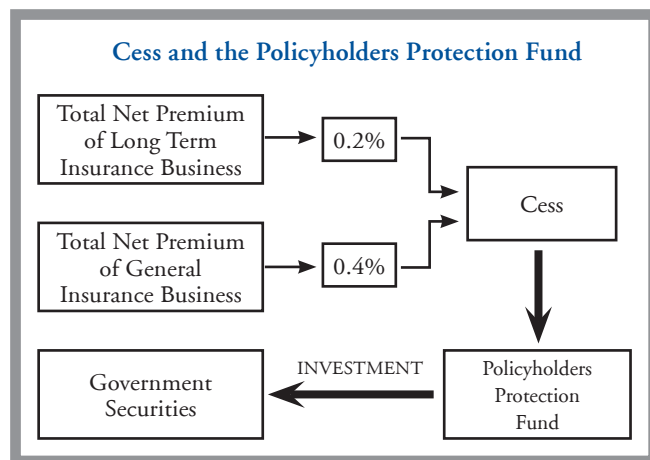 Cess and the Policyholders Protection Fund
Total Net Premium
of Long Term
Insurance Business
0.2%
Cess
Total Net Premium
of General
Insurance Business
0.4%
Government
Securities
INVESTMENT
Policyholders
Protection
Fund